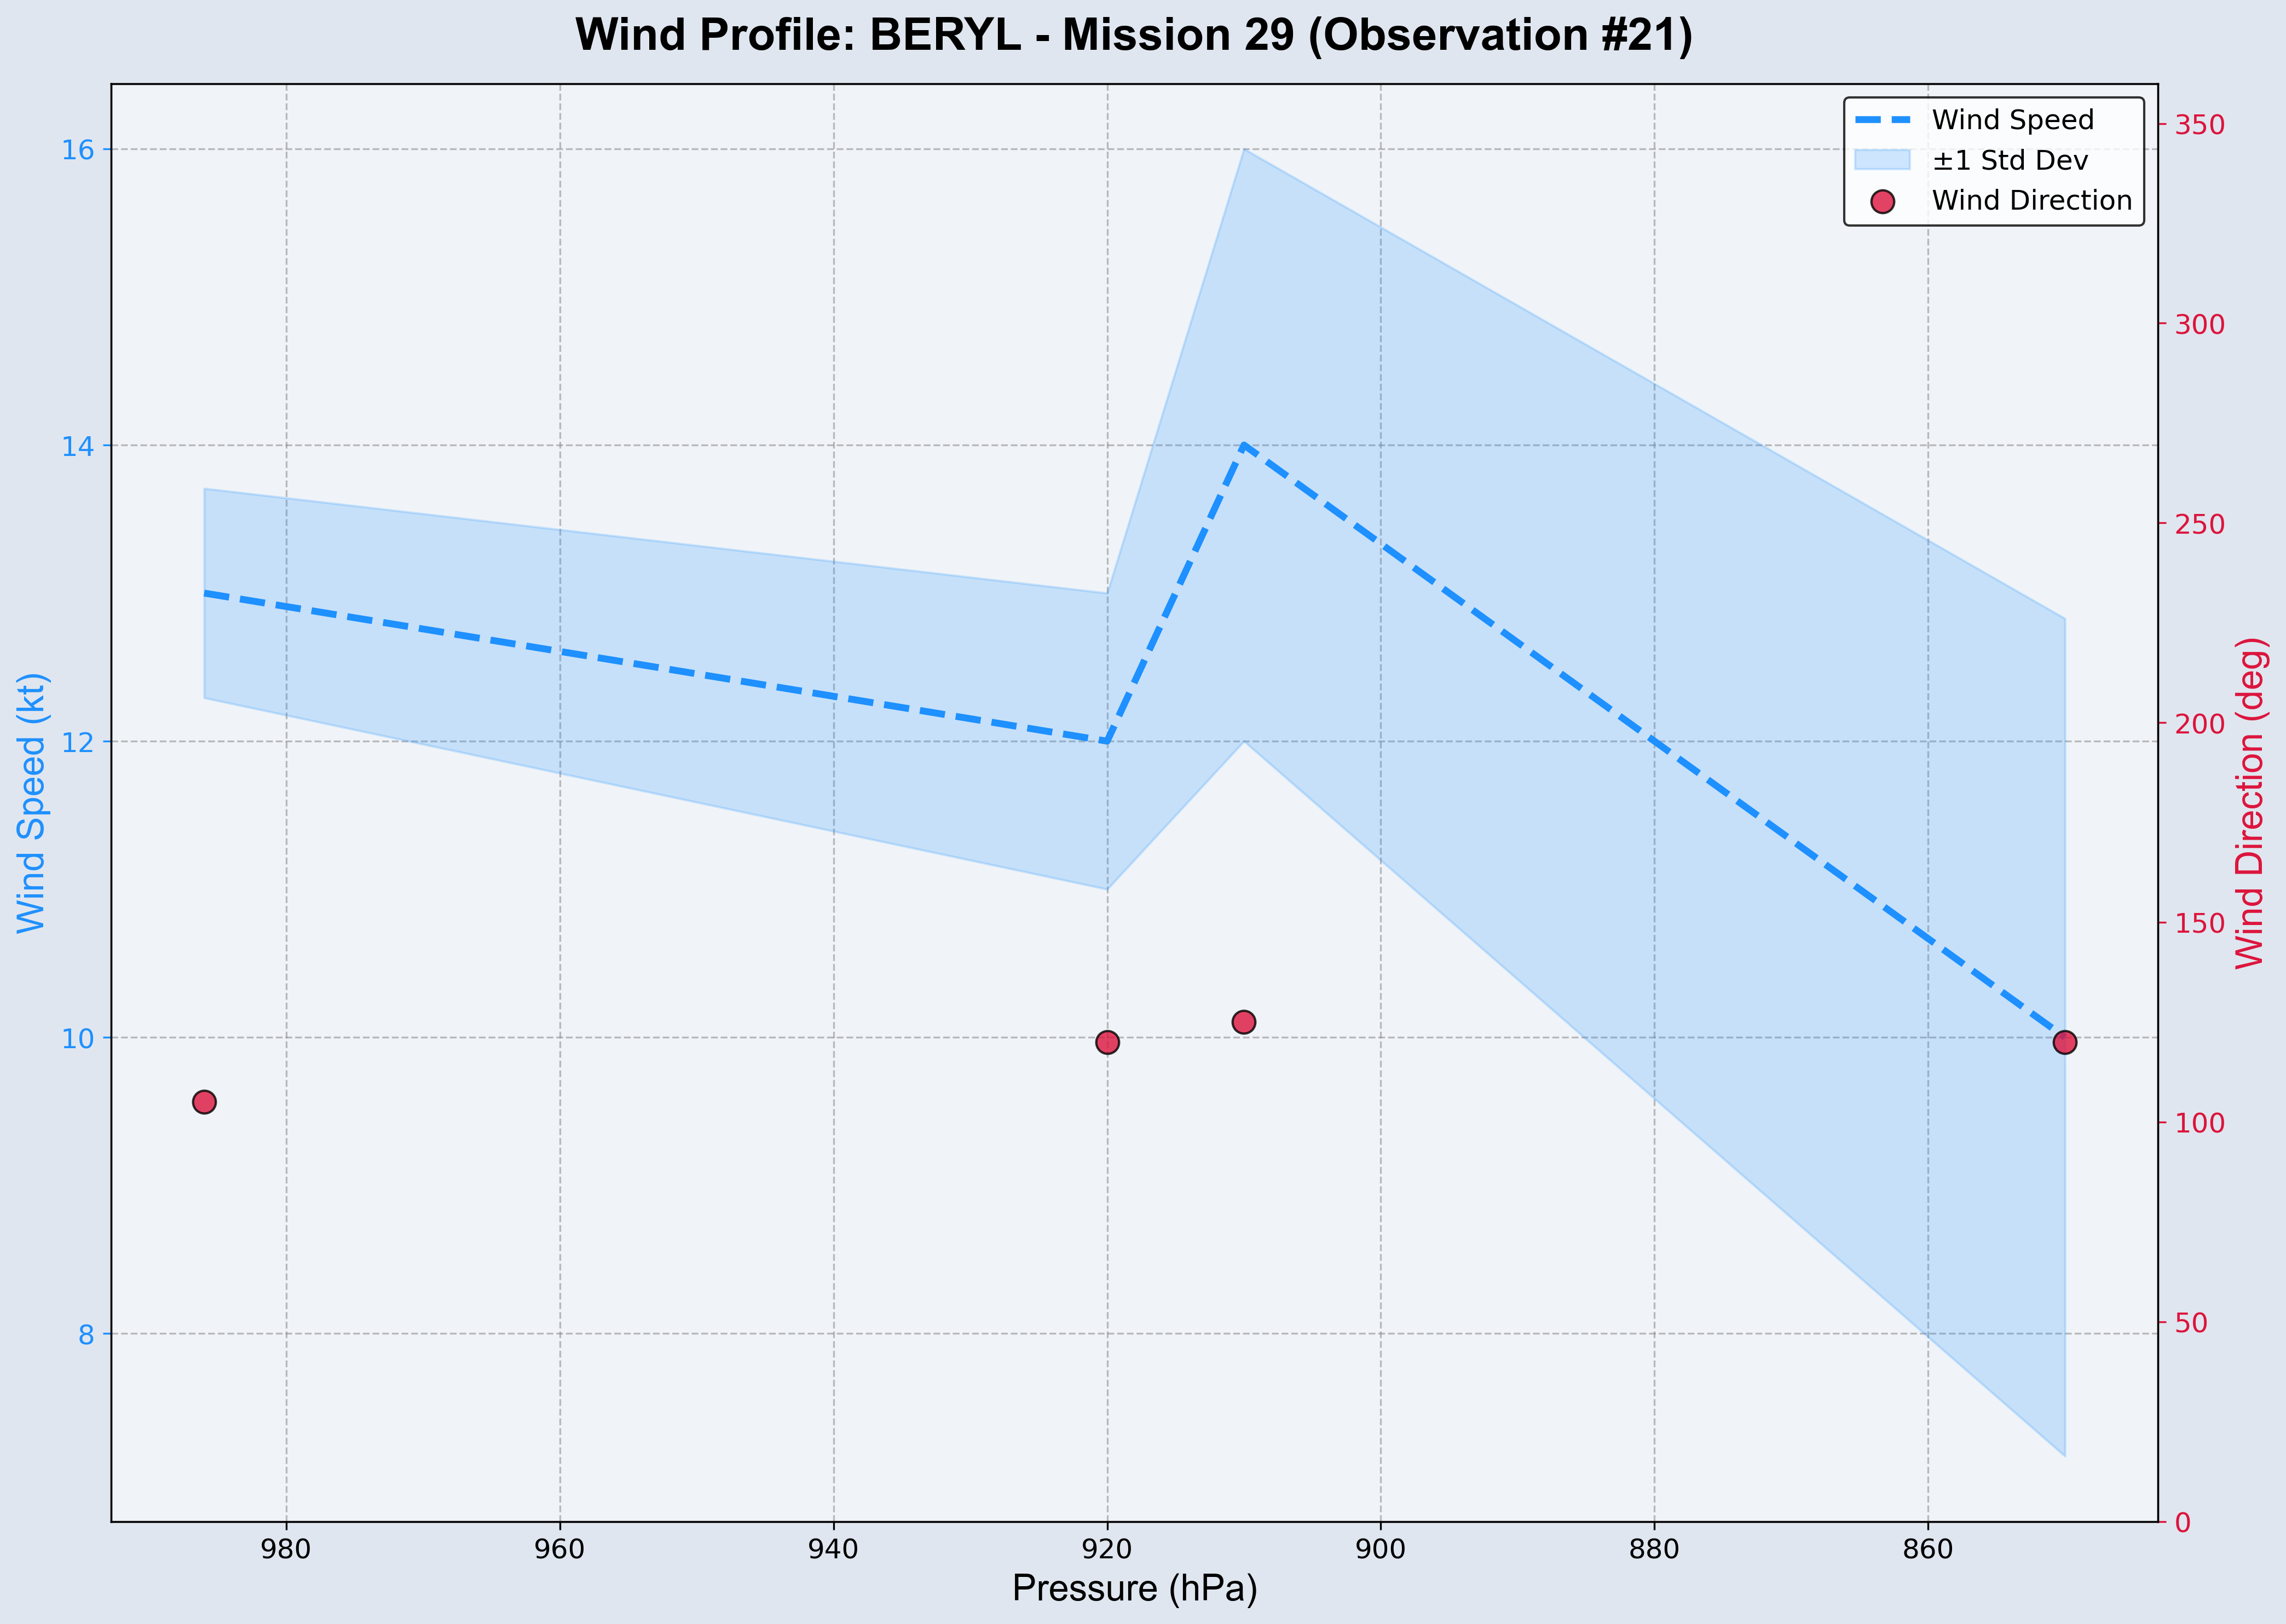 Wind Profile: BERYL - Mission 29 (Observation #21)
Wind Speed
±1 Std Dev
Wind Direction
Wind Speed (kt)
16
14
12
10
8
Wind Direction (deg)
350
300
250
200
150
100
50
0
980 960 940 920 900 880 860
Pressure (hPa)